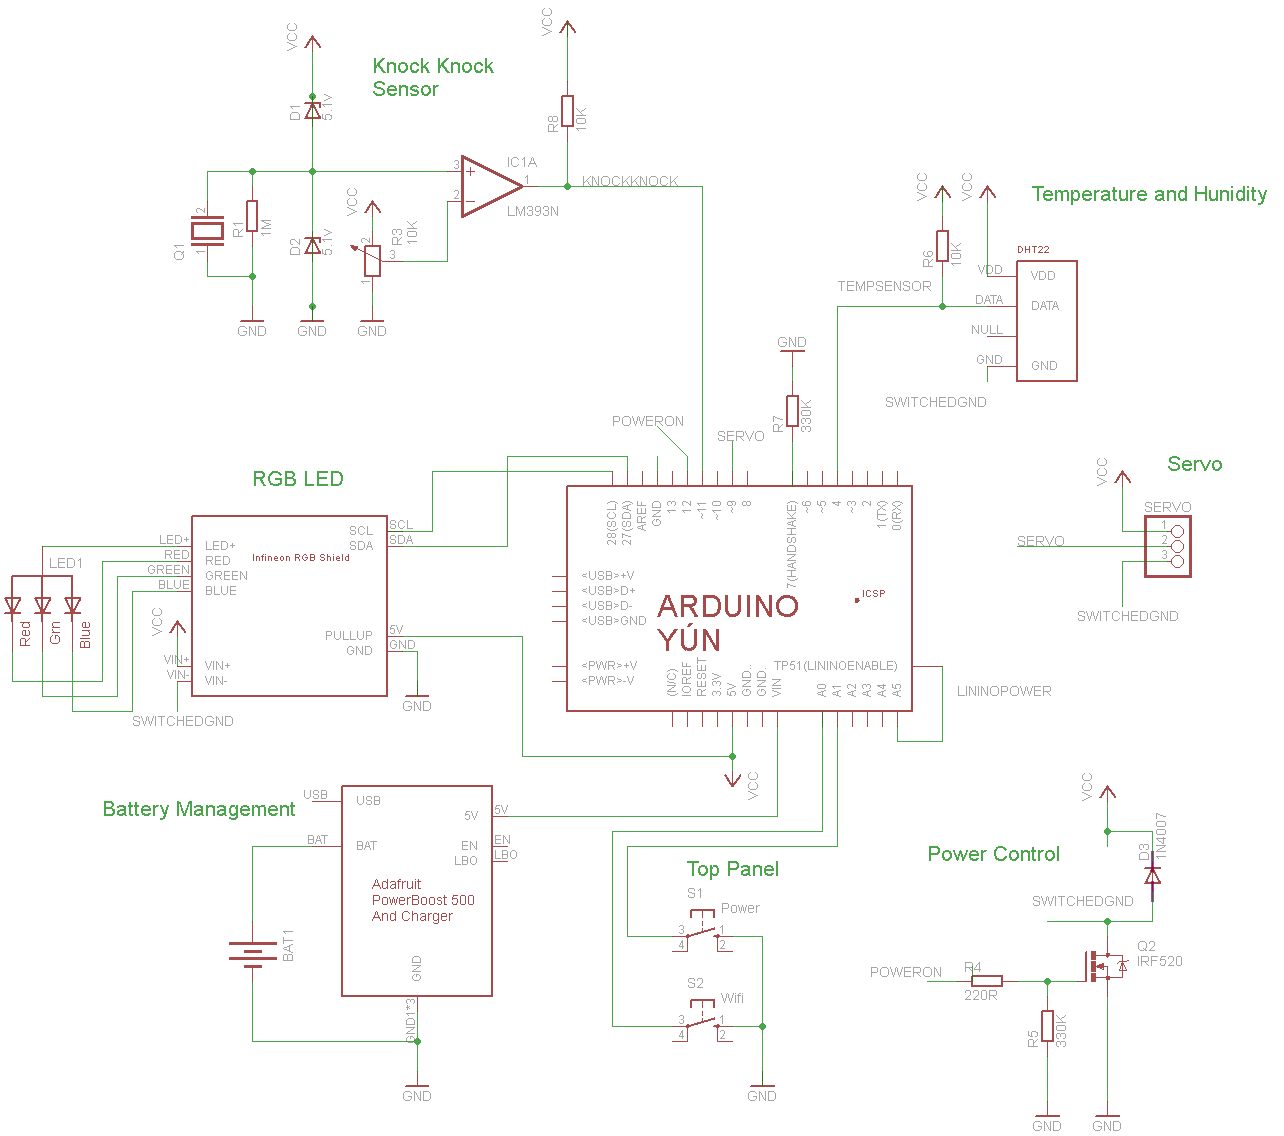 VCC
Knock Knock
Sensor
D1
5.1v
VCC
R8
10K
IC1A
3
2
1
LM393N
KNOCKKNOCK
Q1
2
1
R1
1M
D2
5.1v
VCC
R3
10K
2
3
1
GND
GND
GND
VCC
VCC
Temperature and Hunidity
R6
10K
DHT22
VDD
VDD
TEMPSENSOR
DATA
DATA
NULL
GND
GND
SWITCHEDGND
GND
R7
330K
POWERON
SERVO
RGB LED
Servo
VCC
SERVO
1
2
3
SERVO
SWITCHEDGND
SCL
SCL
SDA
SDA
Infineon RGB Shield
LED+
LED+
RED
RED
GREEN
GREEN
BLUE
BLUE
LED1
Red
Grn
Blue
VCC
PULLUP
5V
GND
GND
VIN+
VIN+
VIN-
VIN-
SWITCHEDGND
GND
28(SCL)
27(SDA)
AREF
GND
13
12
~11
~10
~9
8
7(HANDSHAKE)
~6
~5
4
~3
2
1(TX)
0(RX)
<USB>+V
<USB>D+
<USB>D-
<USB>GND
ARDUINO
YÚN
ICSP
<PWR>+V
<PWR>-V
TP51(LININOENABLE)
(N/C)
IOREF
RESET
3.3V
5V
GND..
GND.
VIN
A0
A1
A2
A3
A4
A5
LININOPOWER
VCC
Battery Management
USB
USB
5V
5V
BAT
BAT
EN
EN
LBO
LBO
Adafruit
PowerBoost 500
And Charger
GND
GND1*3
BAT1
GND
Top Panel
S1
Power
3
4
1
2
S2
Wifi
3
4
1
2
GND
Power Control
VCC
D3
1N4007
SWITCHEDGND
Q2
IRF520
POWERON
R4
220R
R5
330K
GND
GND